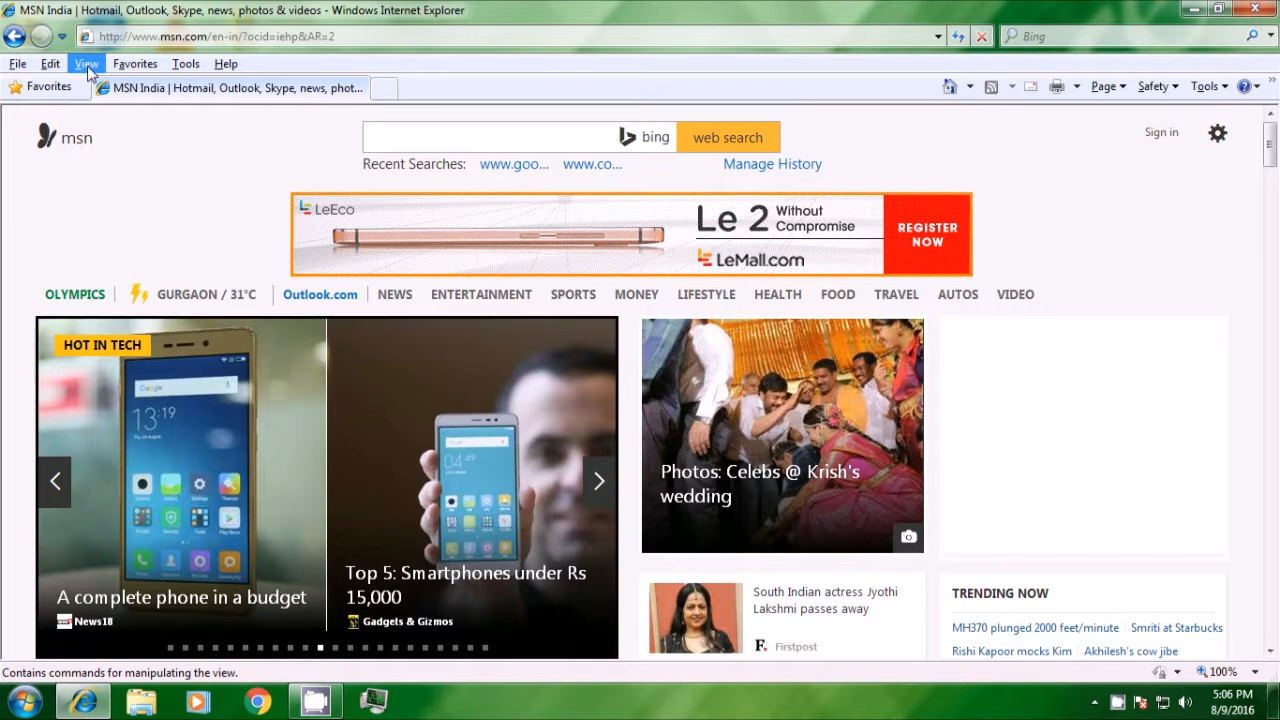 MSN India | Hotmail, Outlook, Skype, news, photos & videos - Windows Internet Explorer
http://www.msn.com/en-in/?ocid=iehp&AR=2
Bing
File Edit View Favorites Tools Help
Favorites
MSN India | Hotmail, Outlook, Skype, news, phot...
Page Safety Tools
msn
bing
web search
Sign in
Recent Searches: www.goo... www.co... Manage History
LeEco
Le 2 Without Compromise
LeMall.com
REGISTER NOW
OLYMPICS GURGAON / 31°C Outlook.com NEWS ENTERTAINMENT SPORTS MONEY LIFESTYLE HEALTH FOOD TRAVEL AUTOS VIDEO
HOT IN TECH
Google
13:19
04:49
A complete phone in a budget
News18
Top 5: Smartphones under Rs
15,000
Gadgets & Gizmos
Photos: Celebs @ Krish's
wedding
South Indian actress Jyothi
Lakshmi passes away
F. Firstpost
TRENDING NOW
MH370 plunged 2000 feet/minute Smriti at Starbucks
Rishi Kapoor mocks Kim Akhilesh's cow jibe
Contains commands for manipulating the view.
100%
5:06 PM
8/9/2016